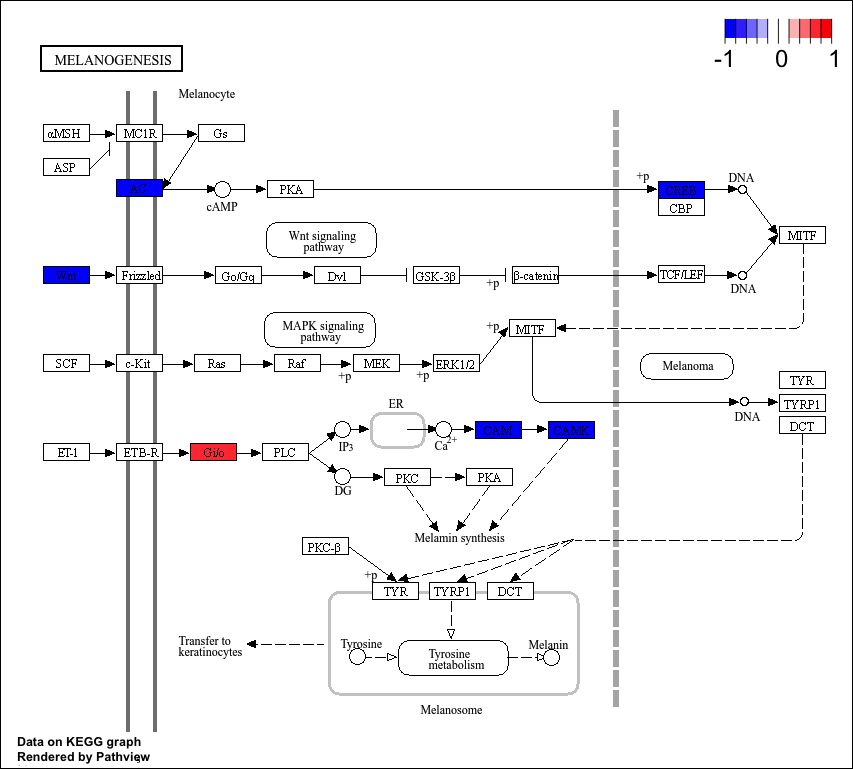 -1 0 1
MELANOGENESIS
Melanocyte
αMSH
MC1R
Gs
ASP
AC
cAMP
PKA
+p
CREB
CBP
DNA
MITF
Wnt signaling
pathway
Wnt
Frizzled
Go/Gq
Dvl
GSK-3β
+p
β-catenin
TCF/LEF
DNA
MAPK signaling
pathway
+p
MITF
SCF
c-Kit
Ras
Raf
+p
MEK
+p
ERK1/2
Melanoma
TYR
TYRP1
DCT
DNA
ER
ET-1
ETB-R
Gi/o
PLC
IP3
Ca2+
CAM
CAMK
DG
PKC
PKA
Melamin synthesis
PKC-β
+p
TYR
TYRP1
DCT
Transfer to
keratinocytes
Tyrosine
Tyrosine
metabolism
Melanin
Melanosome
Data on KEGG graph
Rendered by Pathview